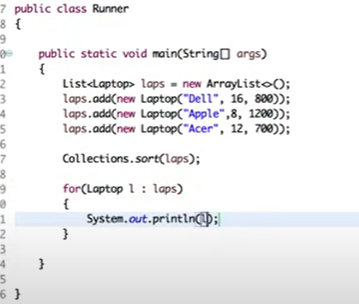 7 public class Runner
8 {
9
0 public static void main(String[] args)
1 {
2 List<Laptop> laps = new ArrayList<>();
3 laps.add(new Laptop("Dell", 16, 800));
4 laps.add(new Laptop("Apple",8, 1200));
5 laps.add(new Laptop("Acer", 12, 700));
6
7 Collections.sort(laps);
8
9 for(Laptop l : laps)
0 {
1 System.out.println(l);
2 }
3
4 }
5
6 }